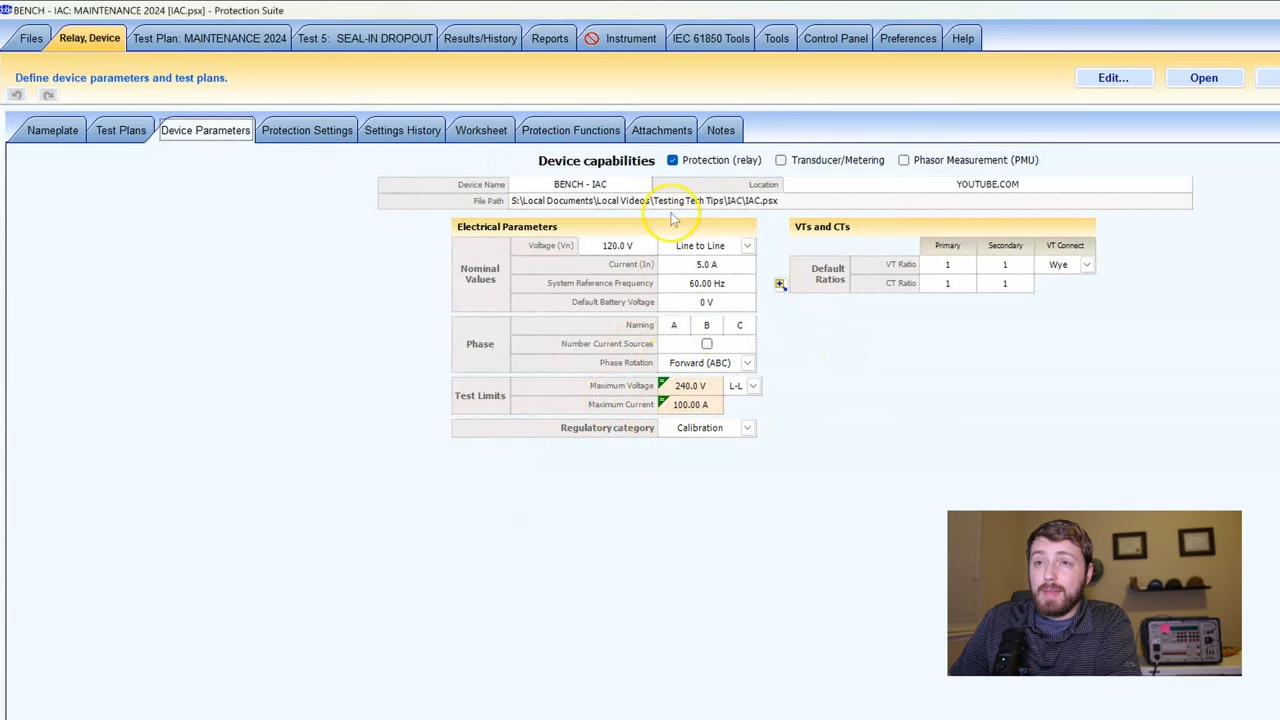 BENCH - IAC: MAINTENANCE 2024 [IAC.psx] - Protection Suite
Files Relay, Device Test Plan: MAINTENANCE 2024 Test 5: SEAL-IN DROPOUT Results/History Reports Instrument IEC 61850 Tools Tools Control Panel Preferences Help
Define device parameters and test plans. Edit... Open
Nameplate Test Plans Device Parameters Protection Settings Settings History Worksheet Protection Functions Attachments Notes
Device capabilities Protection (relay) Transducer/Metering Phasor Measurement (PMU)
Device Name BENCH - IAC Location YOUTUBE.COM
File Path S:\Local Documents\Local Videos\Testing Tech Tips\IAC\IAC.psx
Electrical Parameters VTs and CTs
Nominal Values
Voltage (Vn) 120.0 V Line to Line
Current (In) 5.0 A
System Reference Frequency 60.00 Hz
Default Battery Voltage 0 V
Primary Secondary VT Connect
Default Ratios
VT Ratio 1 1 Wye
CT Ratio 1 1
Phase
Naming A B C
Number Current Sources
Phase Rotation Forward (ABC)
Test Limits
Maximum Voltage 240.0 V L-L
Maximum Current 100.00 A
Regulatory category Calibration